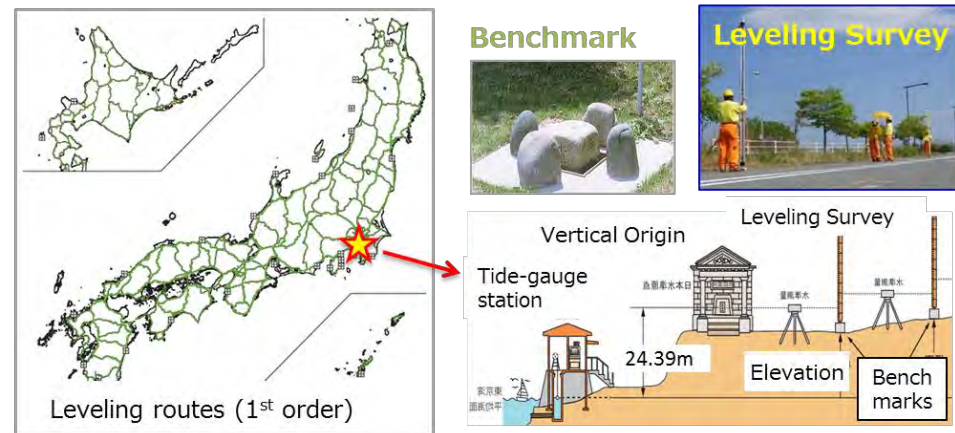 Benchmark
Leveling Survey
Leveling routes (1st order)
Leveling Survey
Vertical Origin
Tide-gauge
station
24.39m
Elevation
Bench
marks